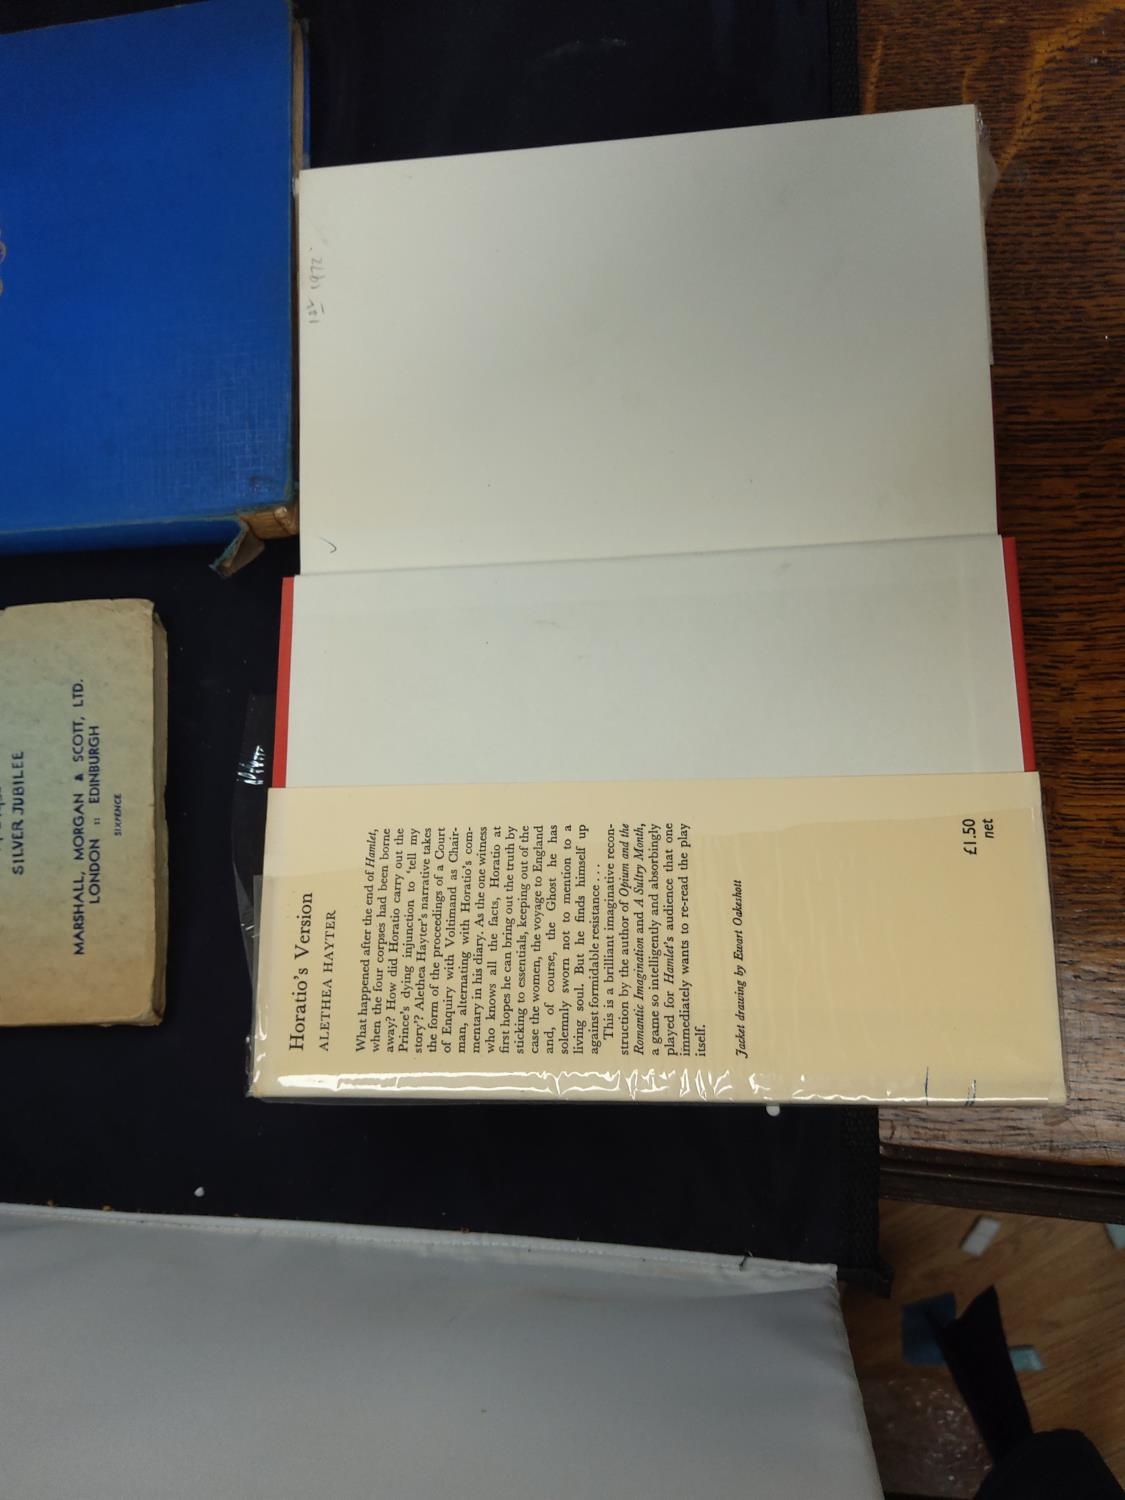 Horatio's Version
ALETHEA HAYTER
What happened after the end of Hamlet,
when the four corpses had been borne
away? How did Horatio carry out the
Prince's dying injunction to 'tell my
story'? Alethea Hayter's narrative takes
the form of the proceedings of a Court
of Enquiry with Voltimand as Chair-
man, alternating with Horatio's com-
mentary in his diary. As the one witness
who knows all the facts, Horatio at
first hopes he can bring out the truth by
sticking to essentials, keeping out of the
case the women, the voyage to England
and, of course, the Ghost he has
solemnly sworn not to mention to a
living soul. But he finds himself up
against formidable resistance . . .
This is a brilliant imaginative recon-
struction by the author of Opium and the
Romantic Imagination and A Sultry Month,
a game so intelligently and absorbingly
played for Hamlet's audience that one
immediately wants to re-read the play
itself.
Jacket drawing by Ewart Oakeshott
£1.50
net
1st 1972
SILVER JUBILEE
MARSHALL, MORGAN & SCOTT, LTD.
LONDON :: EDINBURGH
SIXPENCE